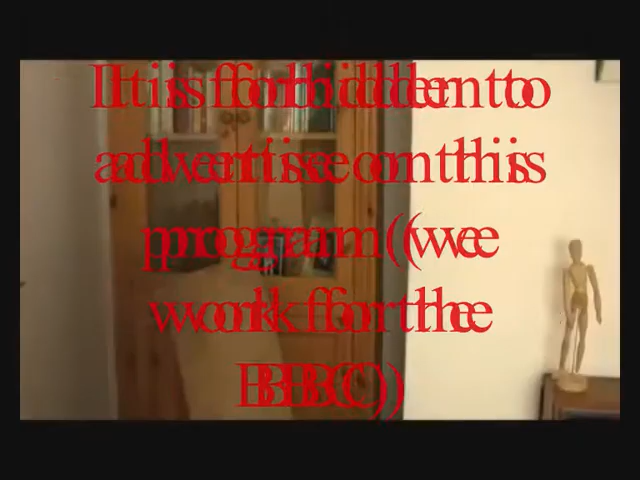 It is forbidden to
advertise on this
program (we
work for the
BBC)